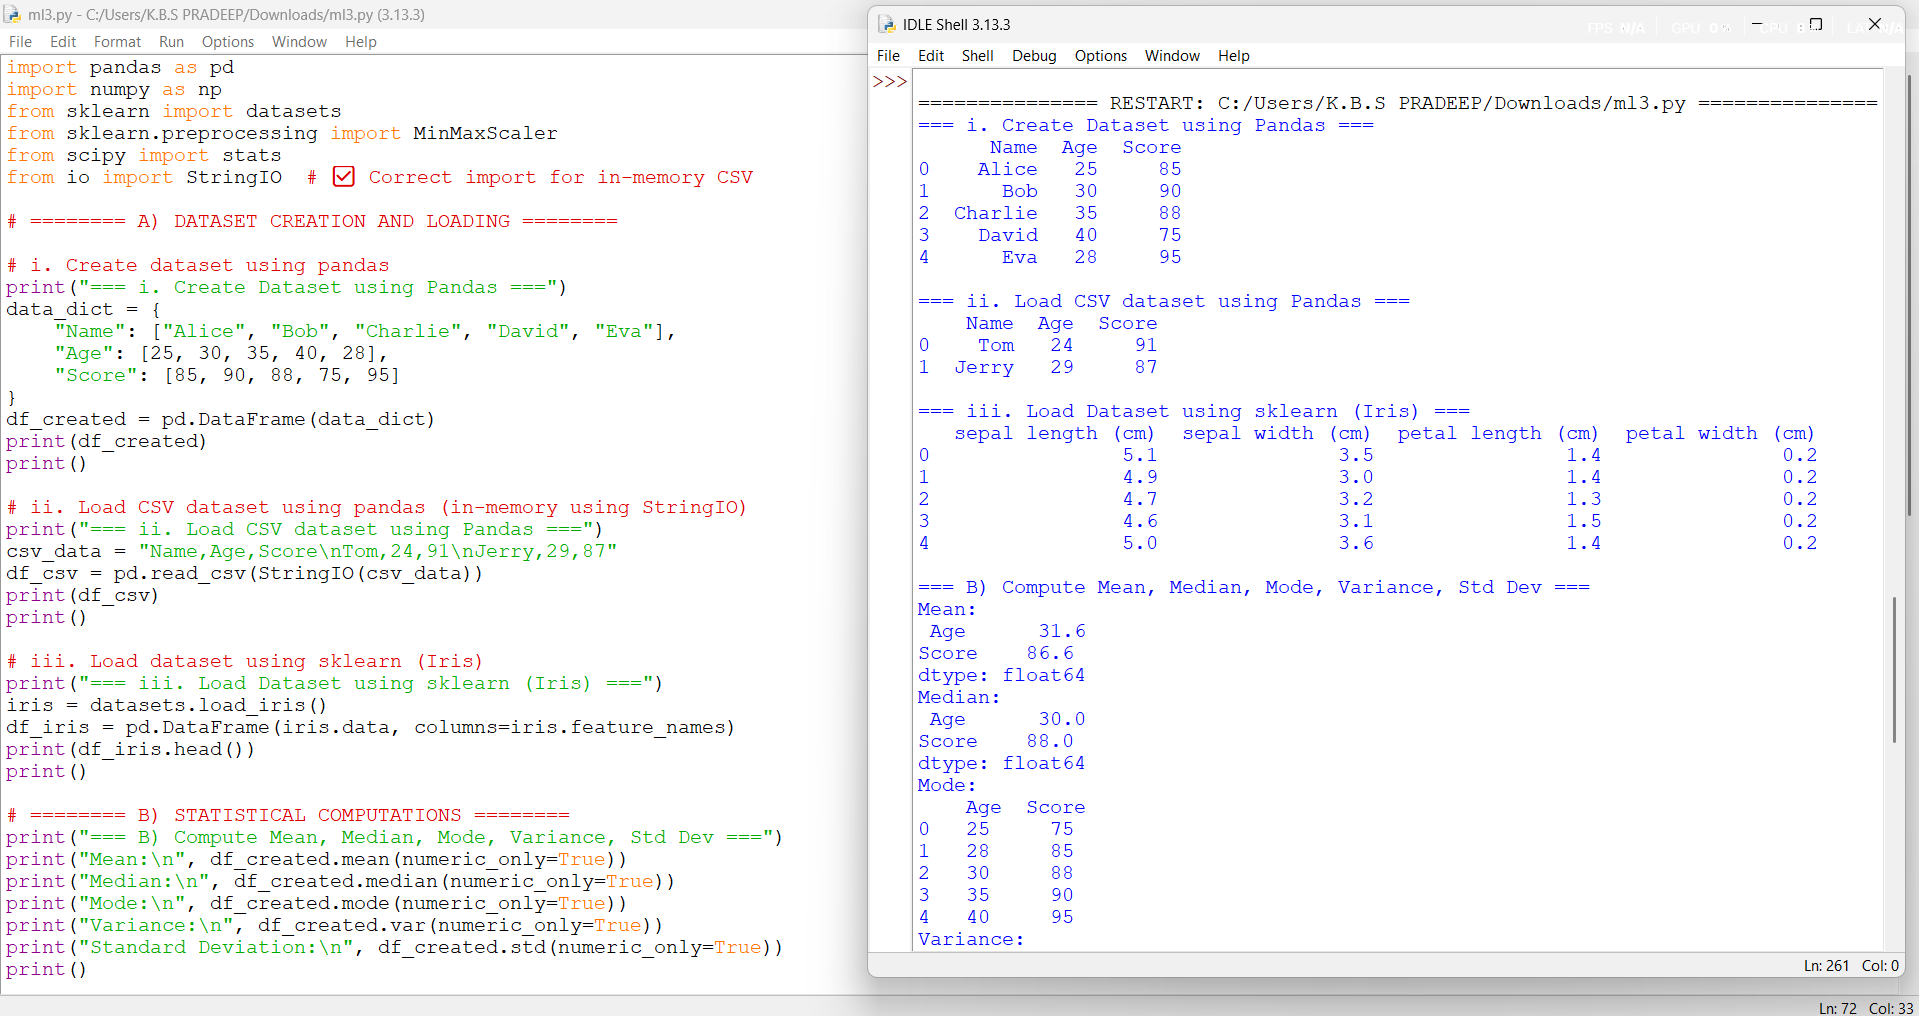 ml3.py - C:/Users/K.B.S PRADEEP/Downloads/ml3.py (3.13.3)
File Edit Format Run Options Window Help
import pandas as pd
import numpy as np
from sklearn import datasets
from sklearn.preprocessing import MinMaxScaler
from scipy import stats
from io import StringIO  # ☑ Correct import for in-memory CSV

# ======== A) DATASET CREATION AND LOADING ========

# i. Create dataset using pandas
print("=== i. Create Dataset using Pandas ===")
data_dict = {
    "Name": ["Alice", "Bob", "Charlie", "David", "Eva"],
    "Age": [25, 30, 35, 40, 28],
    "Score": [85, 90, 88, 75, 95]
}
df_created = pd.DataFrame(data_dict)
print(df_created)
print()

# ii. Load CSV dataset using pandas (in-memory using StringIO)
print("=== ii. Load CSV dataset using Pandas ===")
csv_data = "Name,Age,Score\nTom,24,91\nJerry,29,87"
df_csv = pd.read_csv(StringIO(csv_data))
print(df_csv)
print()

# iii. Load dataset using sklearn (Iris)
print("=== iii. Load Dataset using sklearn (Iris) ===")
iris = datasets.load_iris()
df_iris = pd.DataFrame(iris.data, columns=iris.feature_names)
print(df_iris.head())
print()

# ======== B) STATISTICAL COMPUTATIONS ========
print("=== B) Compute Mean, Median, Mode, Variance, Std Dev ===")
print("Mean:\n", df_created.mean(numeric_only=True))
print("Median:\n", df_created.median(numeric_only=True))
print("Mode:\n", df_created.mode(numeric_only=True))
print("Variance:\n", df_created.var(numeric_only=True))
print("Standard Deviation:\n", df_created.std(numeric_only=True))
print()
Ln: 72 Col: 33
IDLE Shell 3.13.3
FPS N/A GPU 0% CPU
File Edit Shell Debug Options Window Help
>>>
=============== RESTART: C:/Users/K.B.S PRADEEP/Downloads/ml3.py ===============
=== i. Create Dataset using Pandas ===
      Name  Age  Score
0    Alice   25     85
1      Bob   30     90
2  Charlie   35     88
3    David   40     75
4      Eva   28     95

=== ii. Load CSV dataset using Pandas ===
    Name  Age  Score
0    Tom   24     91
1  Jerry   29     87

=== iii. Load Dataset using sklearn (Iris) ===
   sepal length (cm)  sepal width (cm)  petal length (cm)  petal width (cm)
0                5.1               3.5                1.4               0.2
1                4.9               3.0                1.4               0.2
2                4.7               3.2                1.3               0.2
3                4.6               3.1                1.5               0.2
4                5.0               3.6                1.4               0.2

=== B) Compute Mean, Median, Mode, Variance, Std Dev ===
Mean:
 Age      31.6
Score    86.6
dtype: float64
Median:
 Age      30.0
Score    88.0
dtype: float64
Mode:
    Age  Score
0   25     75
1   28     85
2   30     88
3   35     90
4   40     95
Variance:
Ln: 261 Col: 0